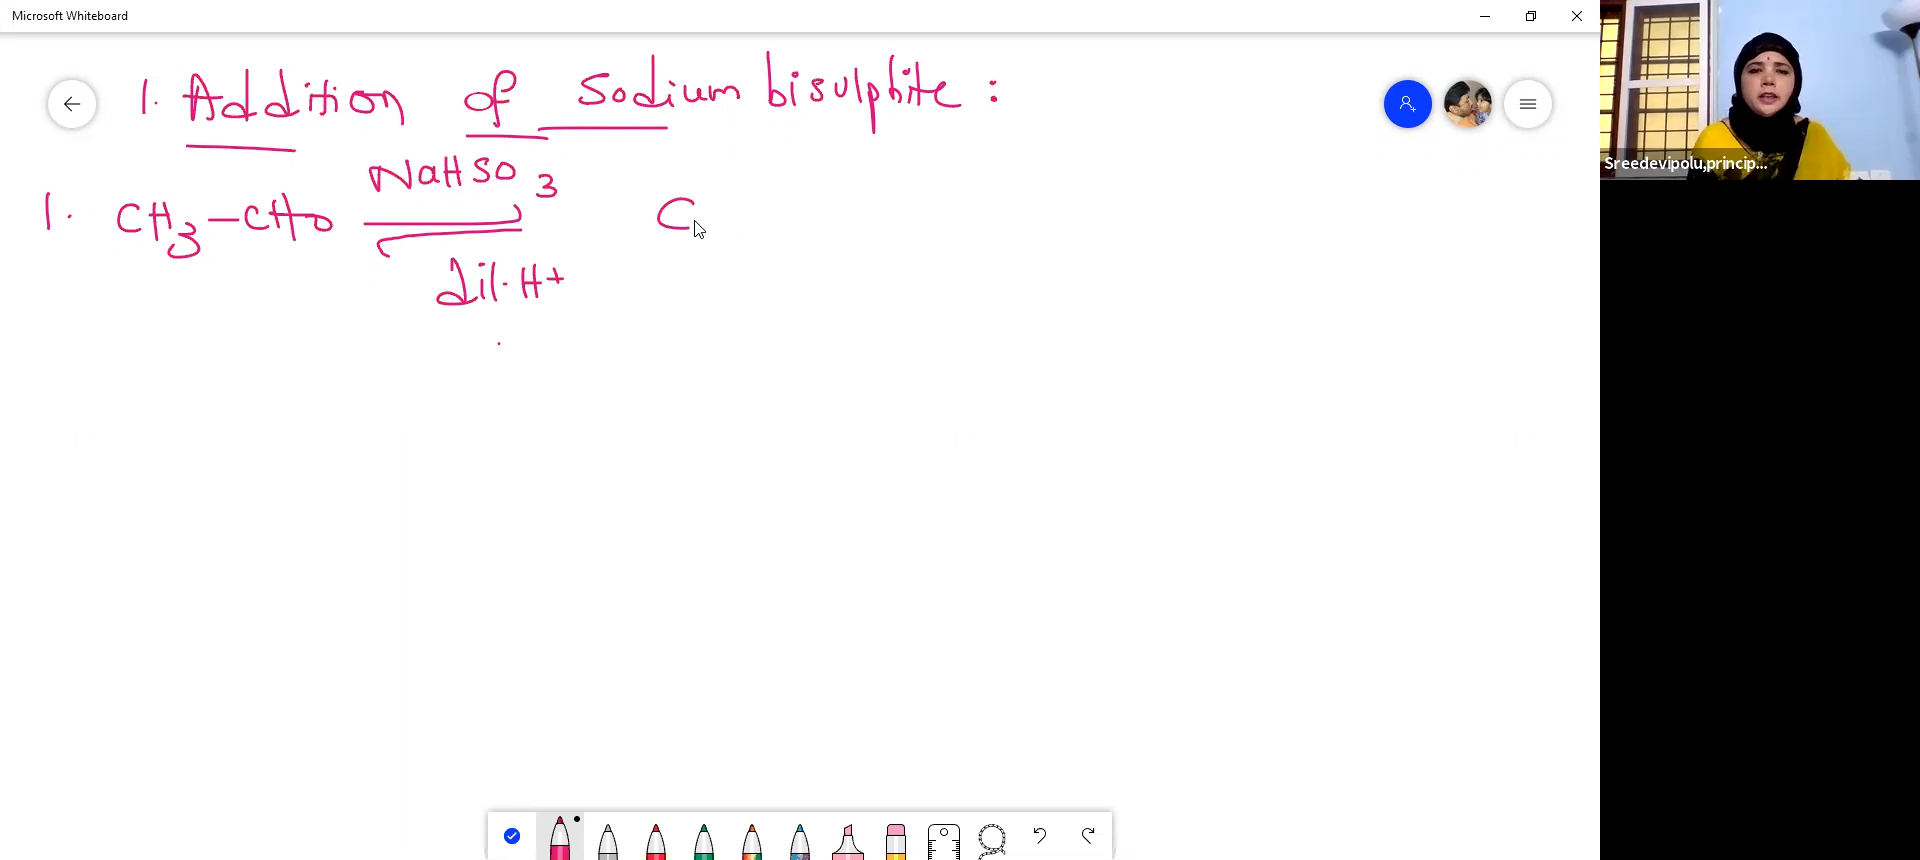 Microsoft Whiteboard
1. Addition of Sodium bisulphite :
NaHSO3
1. CH3-CHO C
dil. H+
Sreedevipolu,princip...